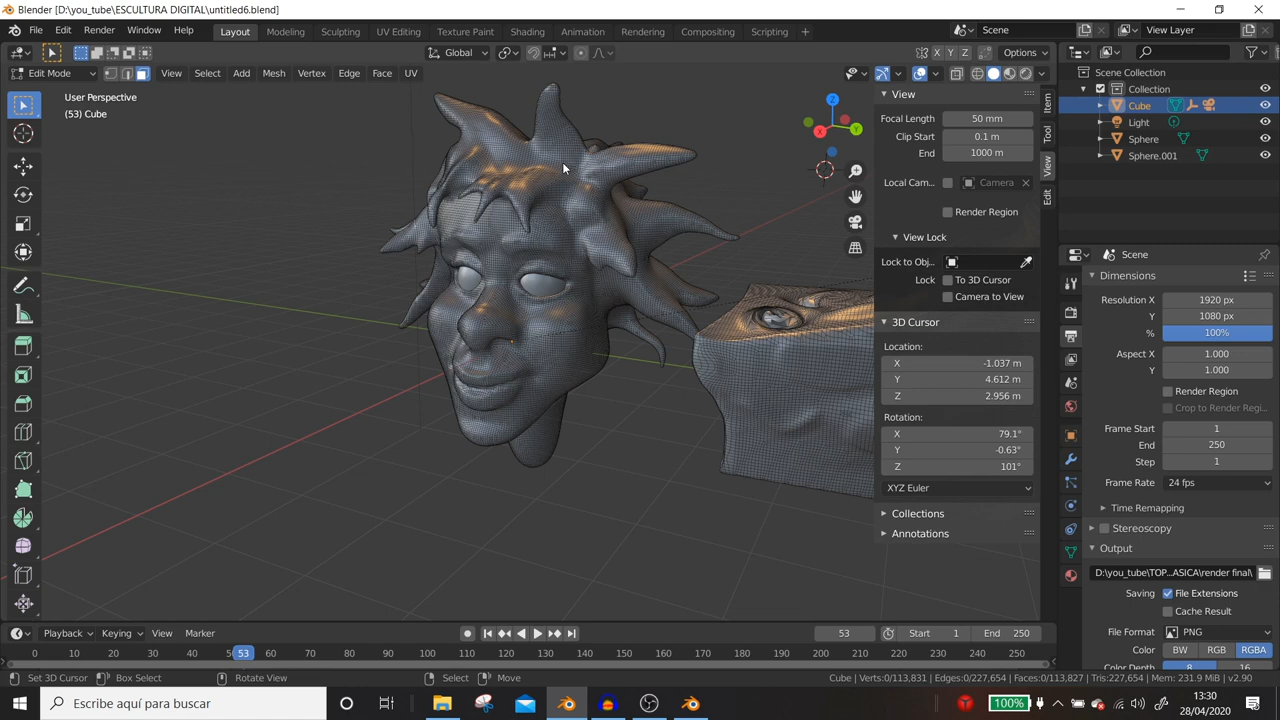 Blender [D:\you_tube\ESCULTURA DIGITAL\untitled6.blend]
File Edit Render Window Help Layout Modeling Sculpting UV Editing Texture Paint Shading Animation Rendering Compositing Scripting Scene View Layer
Global X Y Z Options
Edit Mode View Select Add Mesh Vertex Edge Face UV
User Perspective
(53) Cube
Z
X
Y
View
Focal Length 50 mm
Clip Start 0.1 m
End 1000 m
Local Cam... Camera
Render Region
View Lock
Lock to Obj...
Lock To 3D Cursor
Camera to View
3D Cursor
Location:
X -1.037 m
Y 4.612 m
Z 2.956 m
Rotation:
X 79.1°
Y -0.63°
Z 101°
XYZ Euler
Collections
Annotations
Item
Tool
View
Edit
Scene Collection
Collection
Cube
Light
Sphere
Sphere.001
Scene
Dimensions
Resolution X 1920 px
Y 1080 px
% 100%
Aspect X 1.000
Y 1.000
Render Region
Crop to Render Regi...
Frame Start 1
End 250
Step 1
Frame Rate 24 fps
Time Remapping
Stereoscopy
Output
D:\you_tube\TOP...ASICA\render final\
Saving File Extensions
Cache Result
File Format PNG
Color BW RGB RGBA
Color Depth 8 16
Playback Keying View Marker 53 Start 1 End 250
0 10 20 30 40 53 60 70 80 90 100 110 120 130 140 150 160 170 180 190 200 210 220 230 240 250
Set 3D Cursor Box Select Rotate View Select Move Cube | Verts:0/113,831 | Edges:0/227,654 | Faces:0/113,827 | Tris:227,654 | Mem: 231.9 MiB | v2.90
Escribe aquí para buscar 100% 13:30
28/04/2020